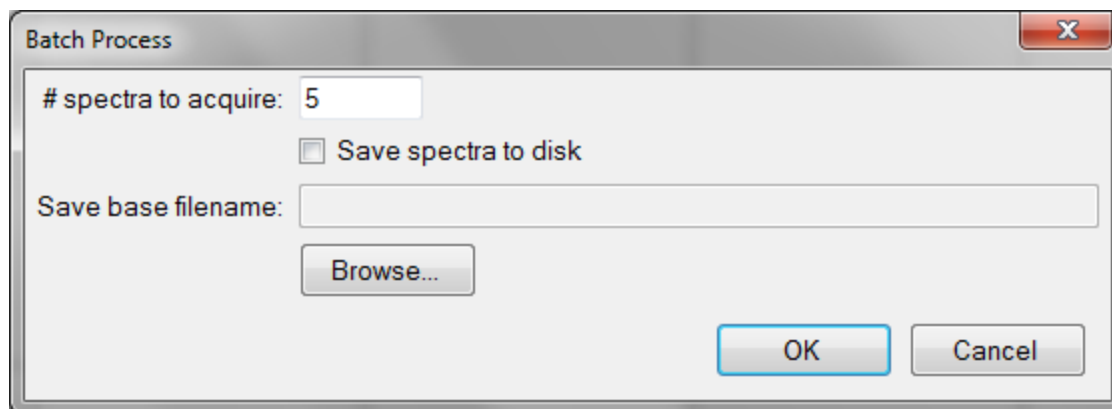 Batch Process
# spectra to acquire: 5
Save spectra to disk
Save base filename:
Browse...
OK Cancel